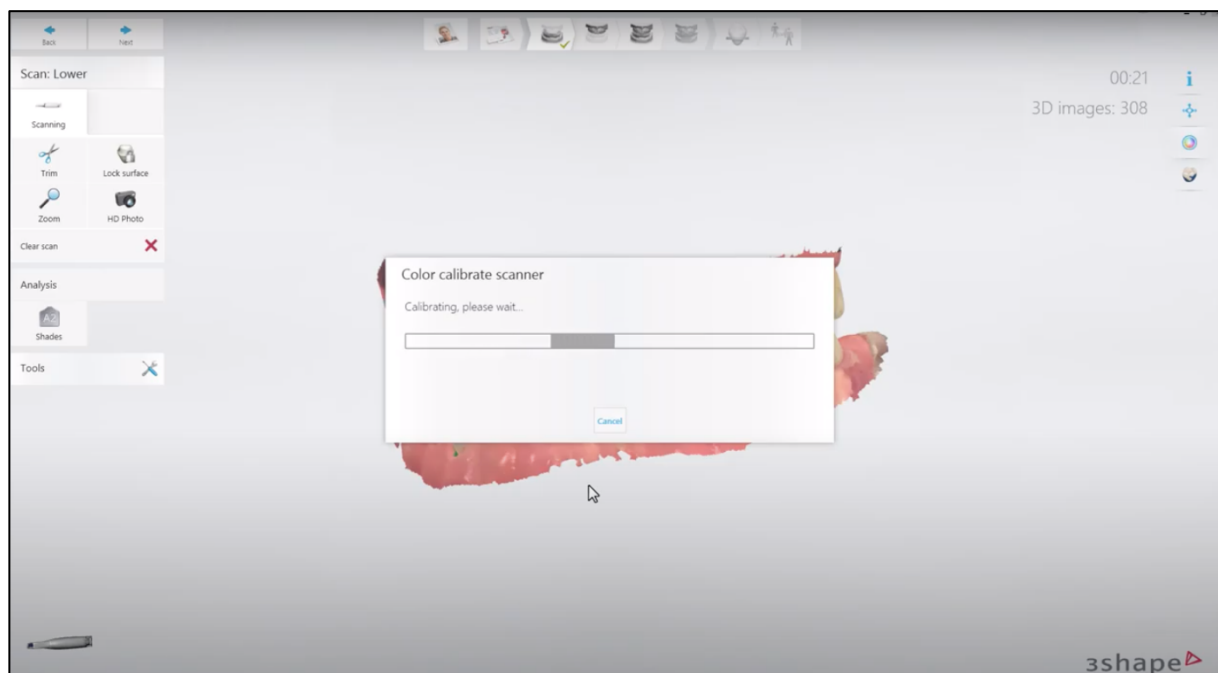 Back Next
Scan: Lower
00:21
Scanning
3D images: 308
Trim Lock surface
Zoom HD Photo
Clear scan
Color calibrate scanner
Calibrating, please wait...
Analysis
A2
Shades
Tools
Cancel
3shape